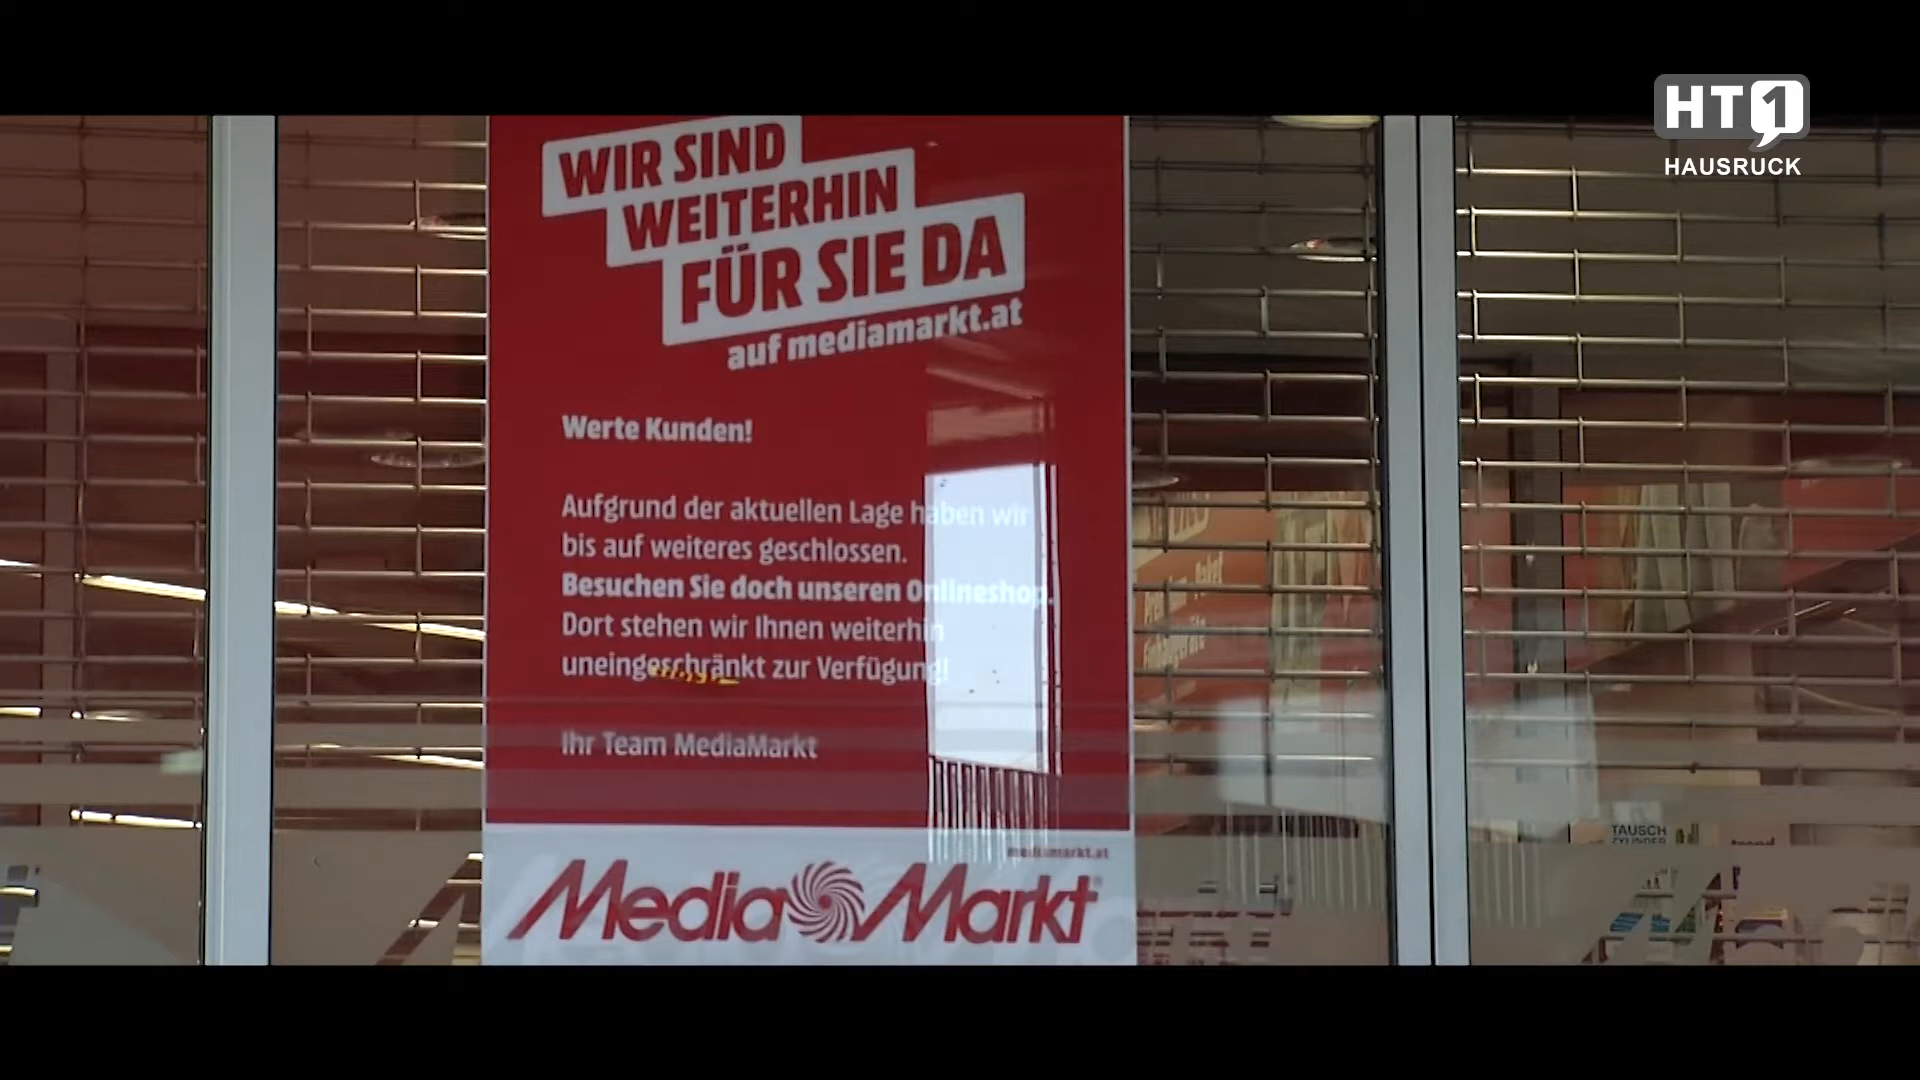 HT1
HAUSRUCK
WIR SIND
WEITERHIN
FÜR SIE DA
auf mediamarkt.at
Werte Kunden!
Aufgrund der aktuellen Lage haben wir
bis auf weiteres geschlossen.
Besuchen Sie doch unseren Onlineshop.
Dort stehen wir Ihnen weiterhin
uneingeschränkt zur Verfügung!
Ihr Team MediaMarkt
mediamarkt.at
MediaMarkt
TAUSCH
CYLINDER